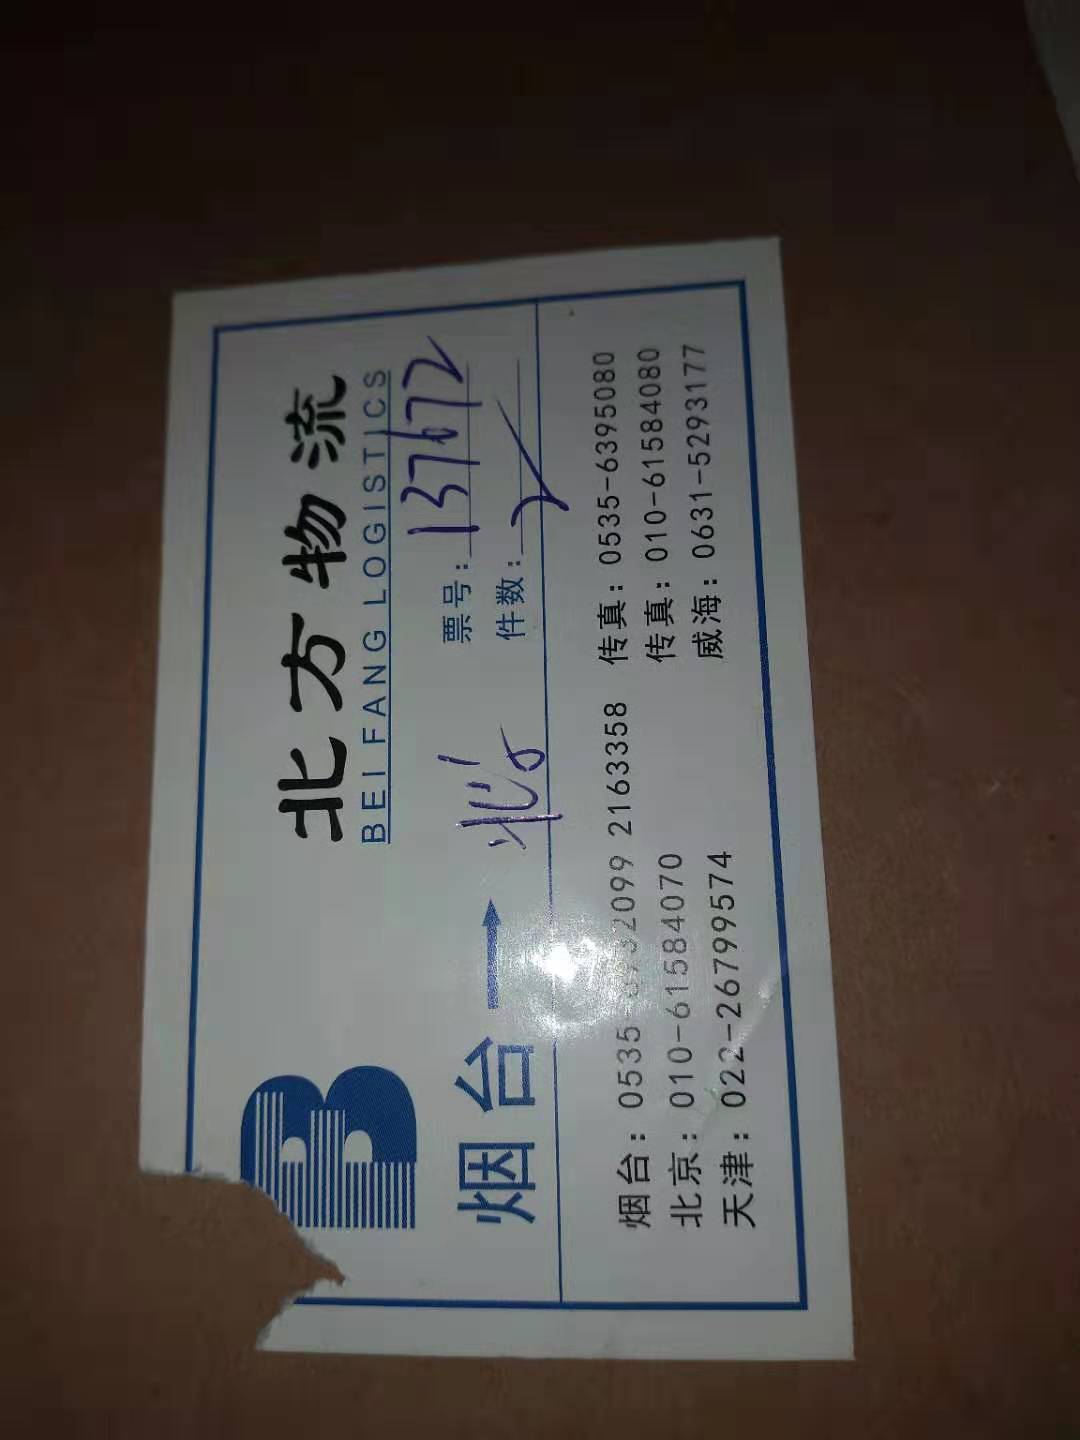 北方物流
BEI FANG LOGISTICS
票号: 137672
烟台→
件数: 2
烟台: 0535- 2099 2163358 传真: 0535-6395080
北京: 010-61584070 传真: 010-61584080
天津: 022-26799574 威海: 0631-5293177